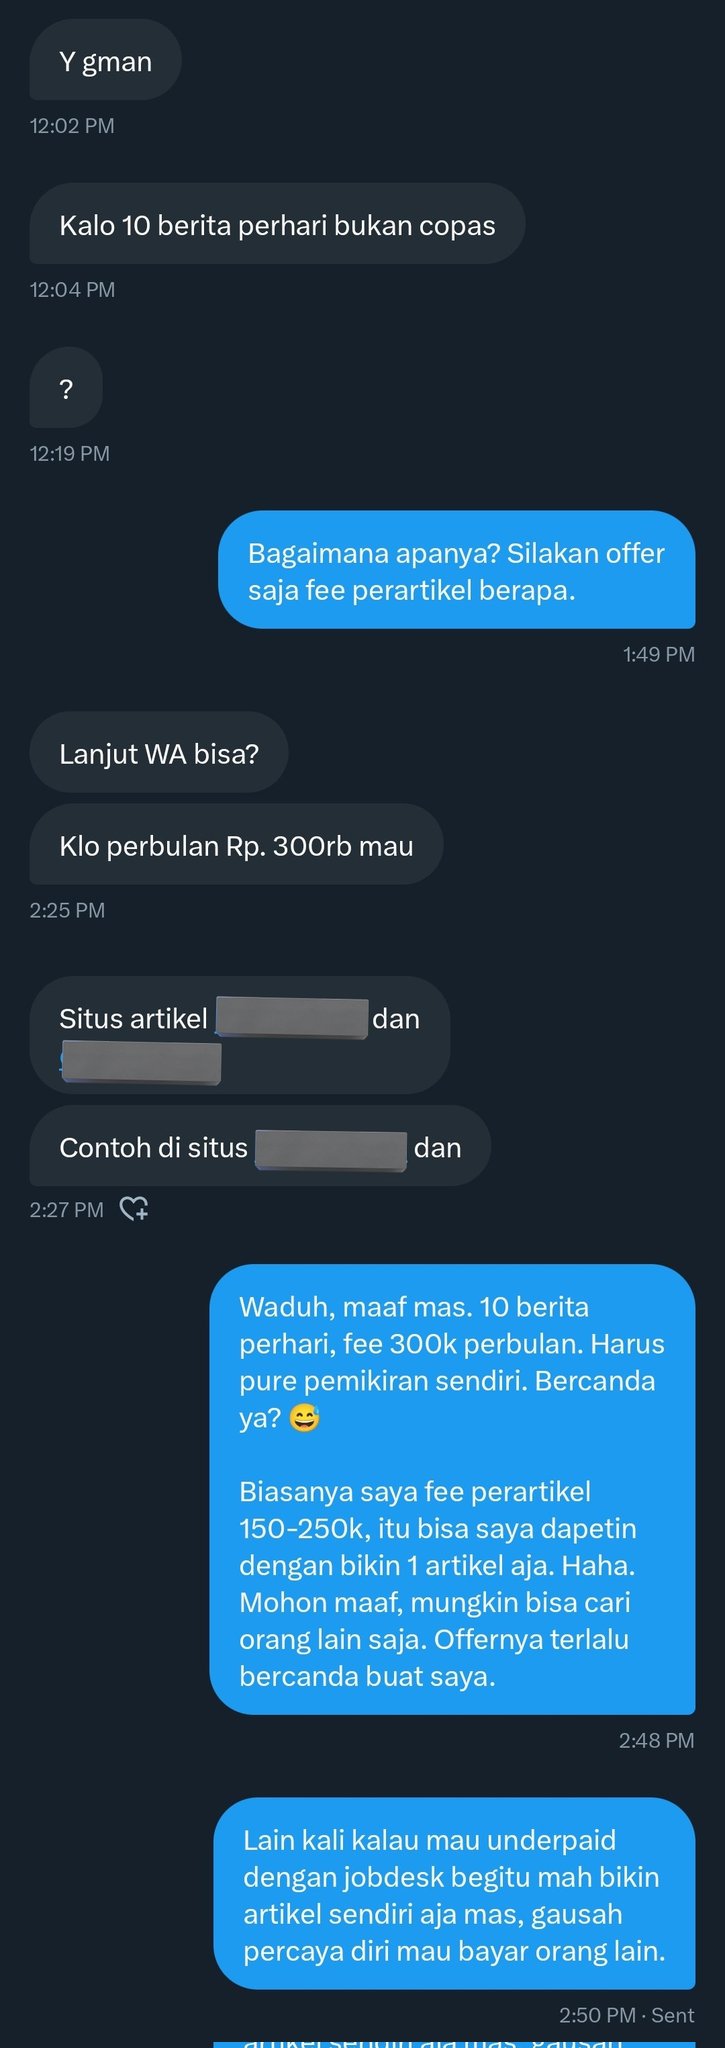 Y gman
12:02 PM
Kalo 10 berita perhari bukan copas
12:04 PM
?
12:19 PM
Bagaimana apanya? Silakan offer
saja fee perartikel berapa.
1:49 PM
Lanjut WA bisa?
Klo perbulan Rp. 300rb mau
2:25 PM
Situs artikel dan
Contoh di situs dan
2:27 PM
Waduh, maaf mas. 10 berita
perhari, fee 300k perbulan. Harus
pure pemikiran sendiri. Bercanda
ya? 😅
Biasanya saya fee perartikel
150-250k, itu bisa saya dapetin
dengan bikin 1 artikel aja. Haha.
Mohon maaf, mungkin bisa cari
orang lain saja. Offernya terlalu
bercanda buat saya.
2:48 PM
Lain kali kalau mau underpaid
dengan jobdesk begitu mah bikin
artikel sendiri aja mas, gausah
percaya diri mau bayar orang lain.
2:50 PM · Sent
artikel sendiri aja mas, gausah